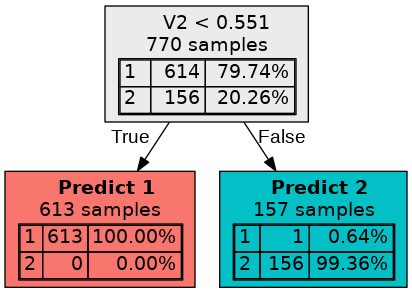 V2 < 0.551
770 samples
1 614 79.74%
2 156 20.26%
True False
Predict 1
613 samples
1 613 100.00%
2 0 0.00%
Predict 2
157 samples
1 1 0.64%
2 156 99.36%